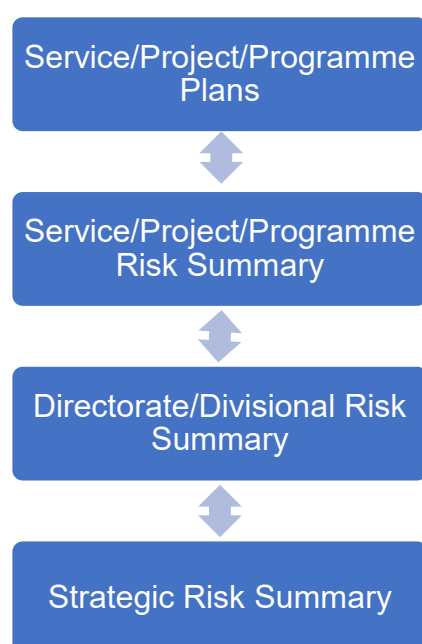 Service/Project/Programme
Plans
Service/Project/Programme
Risk Summary
Directorate/Divisional Risk
Summary
Strategic Risk Summary